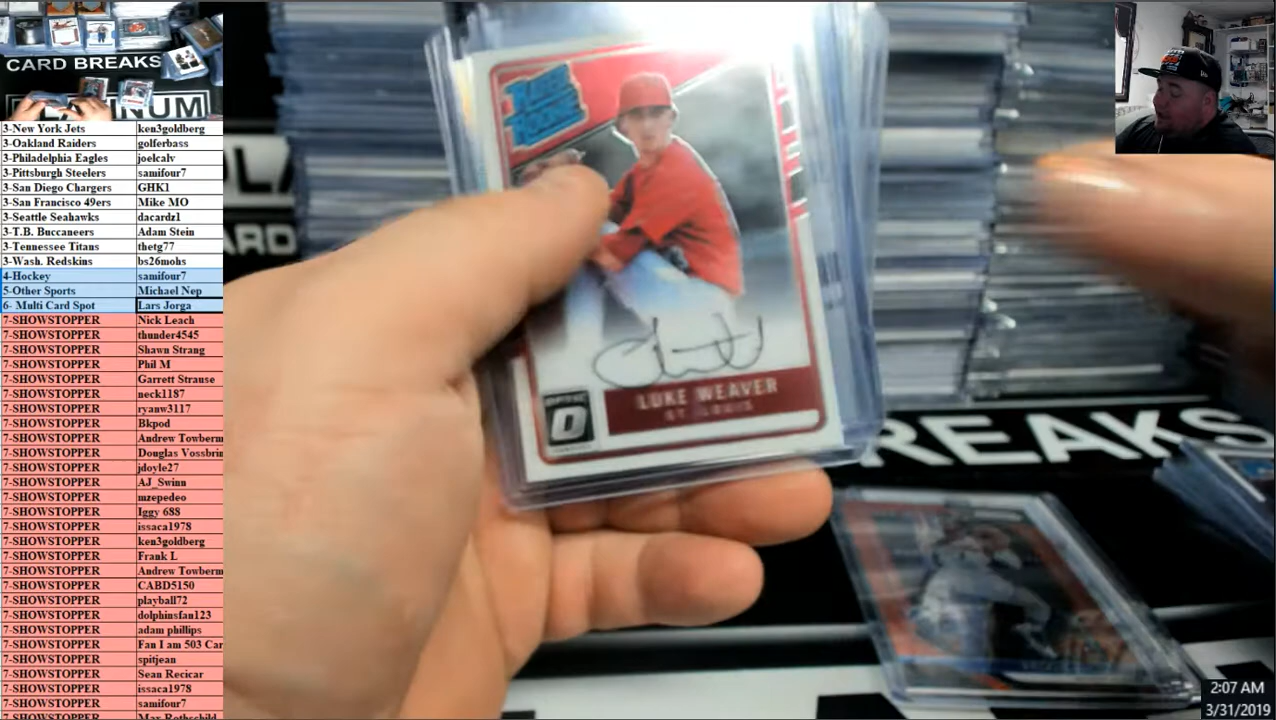 CARD BREAKS
3-New York Jets ken3goldberg
3-Oakland Raiders golferbass
3-Philadelphia Eagles joelcalv
3-Pittsburgh Steelers samifour7
3-San Diego Chargers GHK1
3-San Francisco 49ers Mike MO
3-Seattle Seahawks dacardz1
3-T.B. Buccaneers Adam Stein
3-Tennessee Titans thetg77
3-Wash. Redskins bs26mohs
4-Hockey samifour7
5-Other Sports Michael Nep
6- Multi Card Spot Lars Jorga
7-SHOWSTOPPER Nick Leach
7-SHOWSTOPPER thunder4545
7-SHOWSTOPPER Shawn Strang
7-SHOWSTOPPER Phil M
7-SHOWSTOPPER Garrett Strause
7-SHOWSTOPPER neck1187
7-SHOWSTOPPER ryanw3117
7-SHOWSTOPPER Bkpod
7-SHOWSTOPPER Andrew Towberm
7-SHOWSTOPPER Douglas Vossbrin
7-SHOWSTOPPER jdoyle27
7-SHOWSTOPPER AJ_Swinn
7-SHOWSTOPPER mzepedeo
7-SHOWSTOPPER Iggy 688
7-SHOWSTOPPER issaca1978
7-SHOWSTOPPER ken3goldberg
7-SHOWSTOPPER Frank L
7-SHOWSTOPPER Andrew Towberm
7-SHOWSTOPPER CABD5150
7-SHOWSTOPPER playball72
7-SHOWSTOPPER dolphinsfan123
7-SHOWSTOPPER adam phillips
7-SHOWSTOPPER Fan I am 503 Car
7-SHOWSTOPPER spitjean
7-SHOWSTOPPER Sean Recicar
7-SHOWSTOPPER issaca1978
7-SHOWSTOPPER samifour7
7-SHOWSTOPPER Max Rothschild
RATED
ROOKIE
OPTIC
LUKE WEAVER
ST. LOUIS
REAKS
2:07 AM
3/31/2019